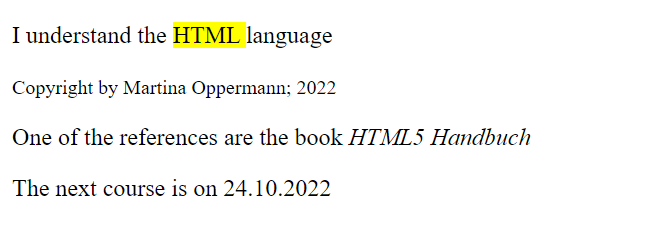 I understand the HTML language
Copyright by Martina Oppermann; 2022
One of the references are the book HTML5 Handbuch
The next course is on 24.10.2022